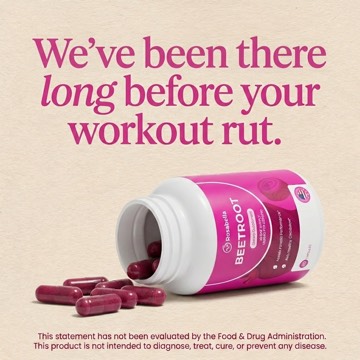 We've been there
long before your
workout rut.
Rosabella
BEETROOT
This statement has not been evaluated by the Food & Drug Administration.
This product is not intended to diagnose, treat, cure, or prevent any disease.